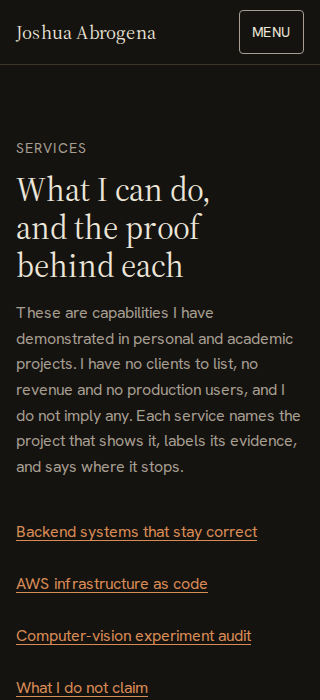 Joshua Abrogena
MENU
SERVICES
What I can do,
and the proof
behind each
These are capabilities I have
demonstrated in personal and academic
projects. I have no clients to list, no
revenue and no production users, and I
do not imply any. Each service names the
project that shows it, labels its evidence,
and says where it stops.
Backend systems that stay correct
AWS infrastructure as code
Computer-vision experiment audit
What I do not claim